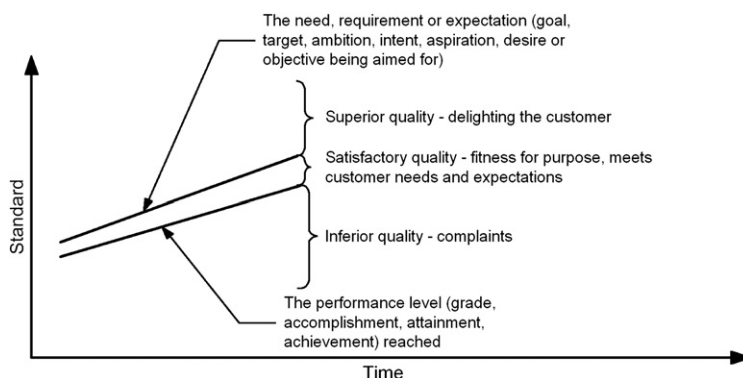 The need, requirement or expectation (goal,
target, ambition, intent, aspiration, desire or
objective being aimed for)
Superior quality - delighting the customer
Satisfactory quality - fitness for purpose, meets
customer needs and expectations
Standard
Inferior quality - complaints
The performance level (grade,
accomplishment, attainment,
achievement) reached
Time